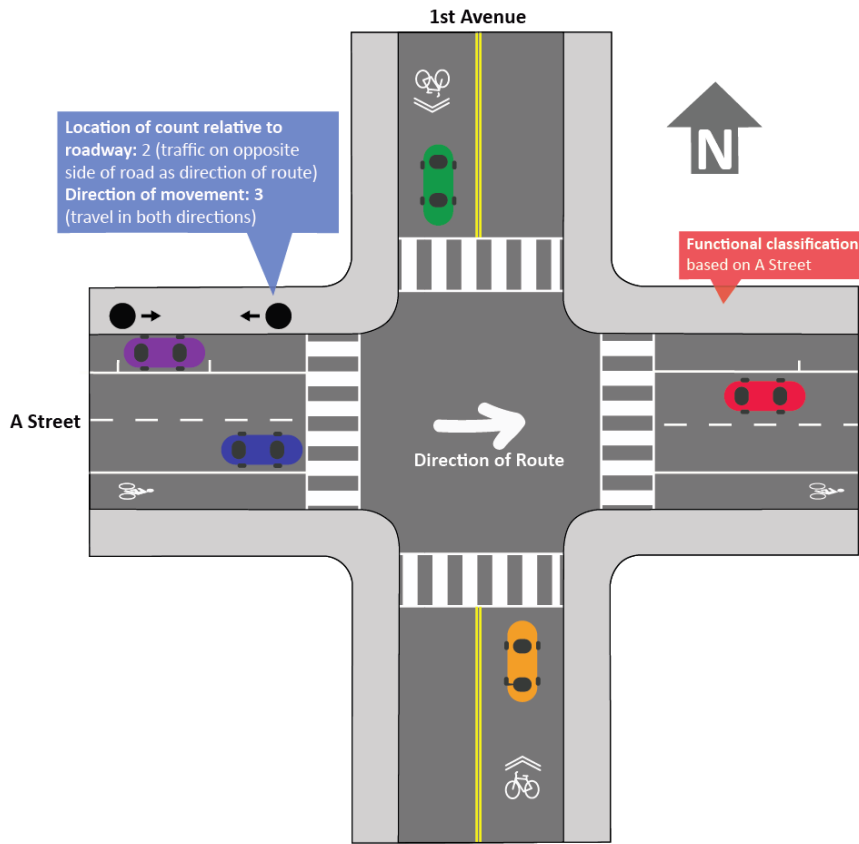 1st Avenue
Location of count relative to
roadway: 2 (traffic on opposite
side of road as direction of route)
Direction of movement: 3
(travel in both directions)
N
Functional classification
based on A Street
A Street
Direction of Route